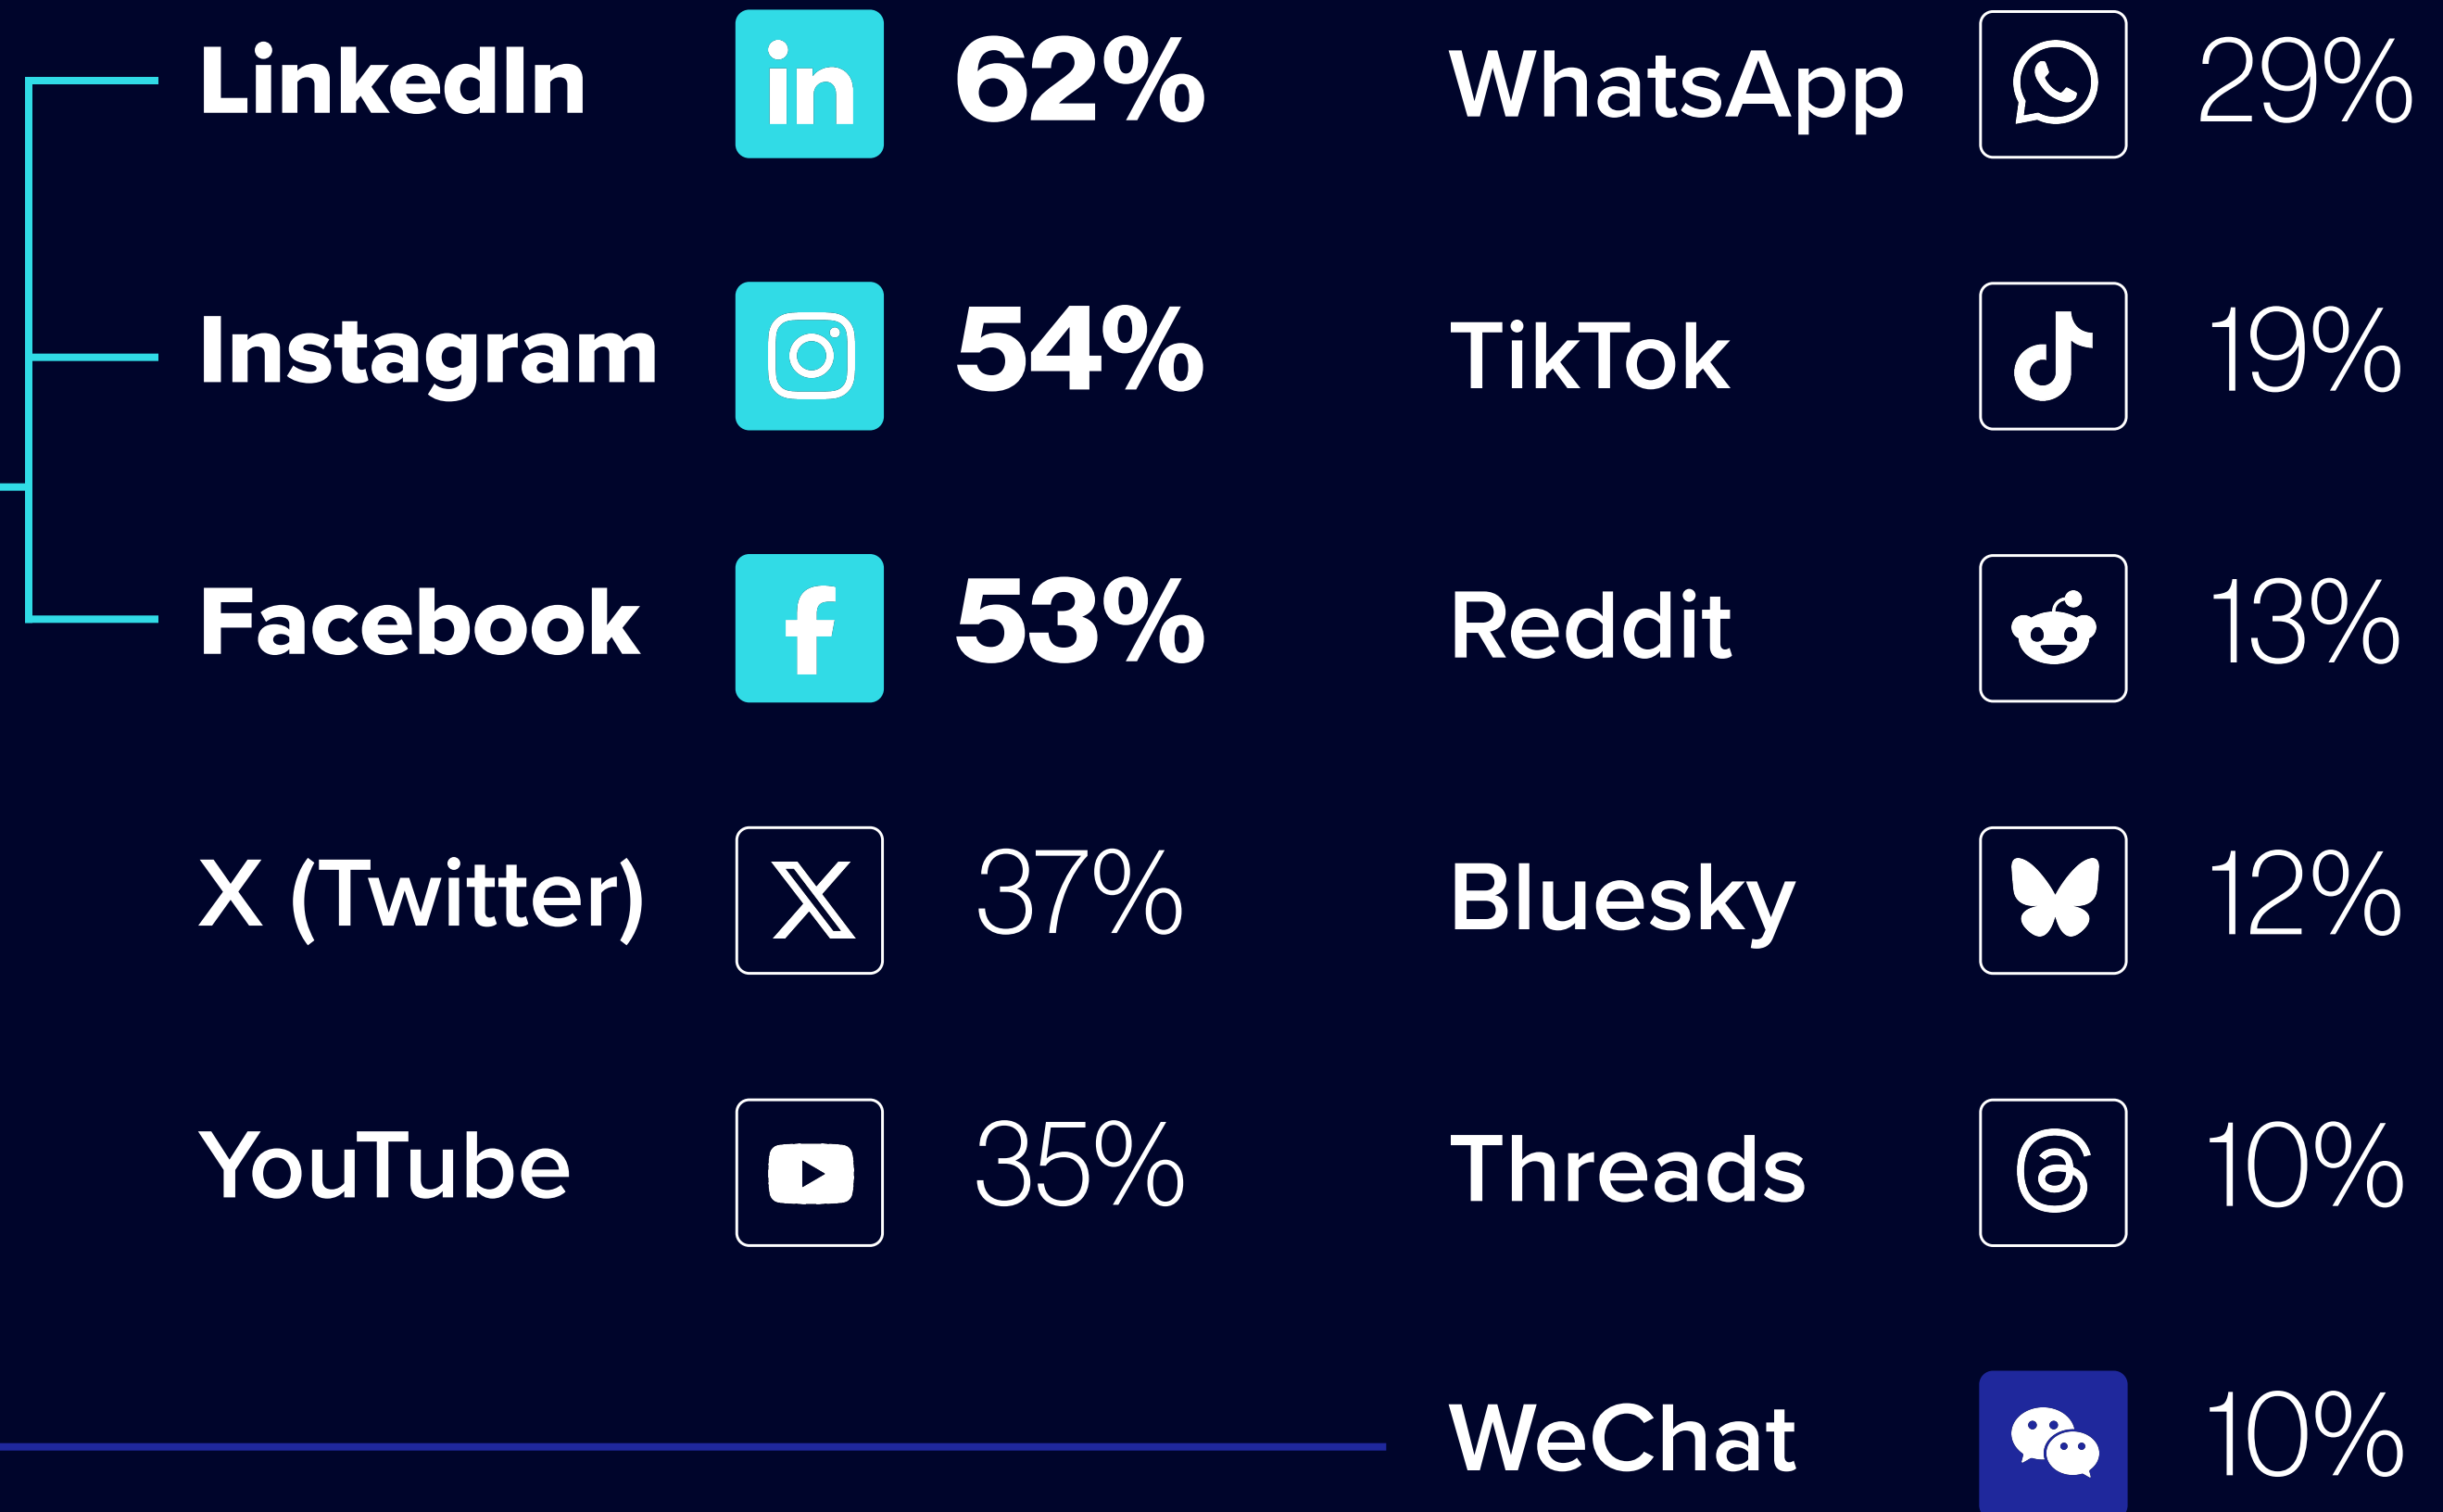 LinkedIn 62%
Instagram 54%
Facebook 53%
X (Twitter) 37%
YouTube 35%
WhatsApp 29%
TikTok 19%
Reddit 13%
Bluesky 12%
Threads 10%
WeChat 10%